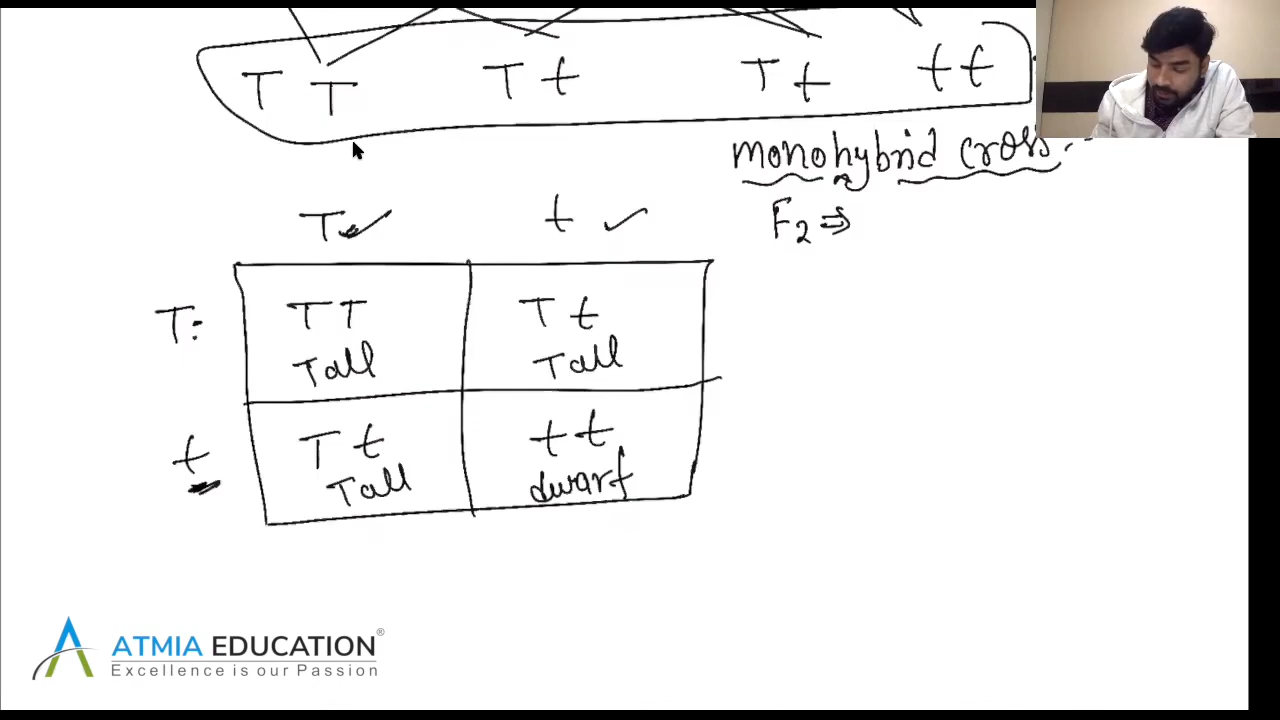 T T T t T t t t
monohybrid cross.
F2 ⇒
T t
T: T T T t
Tall Tall
t T t t t
Tall dwarf
ATMIA EDUCATION®
Excellence is our Passion